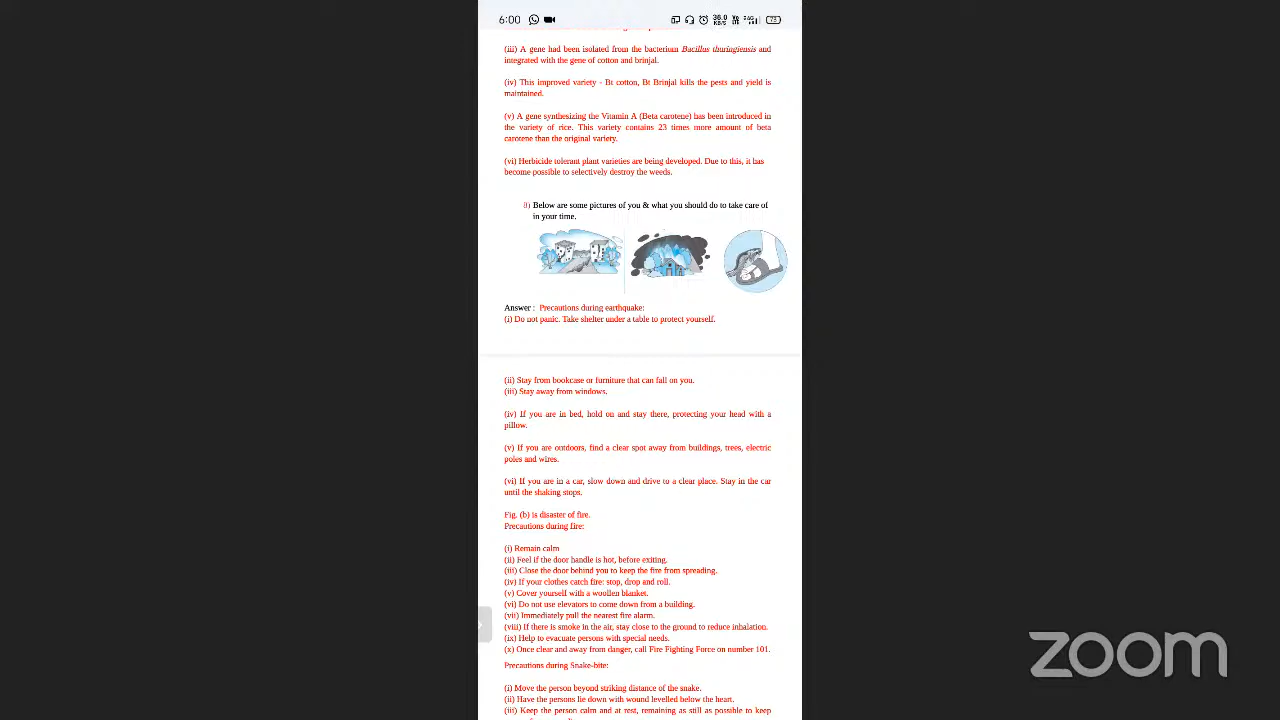 6:00
36.0
KB/S
Vo
LTE
4G
73
(iii) A gene had been isolated from the bacterium Bacillus thuringiensis and
integrated with the gene of cotton and brinjal.
(iv) This improved variety - Bt cotton, Bt Brinjal kills the pests and yield is
maintained.
(v) A gene synthesizing the Vitamin A (Beta carotene) has been introduced in
the variety of rice. This variety contains 23 times more amount of beta
carotene than the original variety.
(vi) Herbicide tolerant plant varieties are being developed. Due to this, it has
become possible to selectively destroy the weeds.
8) Below are some pictures of you & what you should do to take care of
in your time.
Answer : Precautions during earthquake:
(i) Do not panic. Take shelter under a table to protect yourself.
(ii) Stay from bookcase or furniture that can fall on you.
(iii) Stay away from windows.
(iv) If you are in bed, hold on and stay there, protecting your head with a
pillow.
(v) If you are outdoors, find a clear spot away from buildings, trees, electric
poles and wires.
(vi) If you are in a car, slow down and drive to a clear place. Stay in the car
until the shaking stops.
Fig. (b) is disaster of fire.
Precautions during fire:
(i) Remain calm
(ii) Feel if the door handle is hot, before exiting.
(iii) Close the door behind you to keep the fire from spreading.
(iv) If your clothes catch fire: stop, drop and roll.
(v) Cover yourself with a woollen blanket.
(vi) Do not use elevators to come down from a building.
(vii) Immediately pull the nearest fire alarm.
(viii) If there is smoke in the air, stay close to the ground to reduce inhalation.
(ix) Help to evacuate persons with special needs.
(x) Once clear and away from danger, call Fire Fighting Force on number 101.
Precautions during Snake-bite:
(i) Move the person beyond striking distance of the snake.
(ii) Have the persons lie down with wound levelled below the heart.
(iii) Keep the person calm and at rest, remaining as still as possible to keep
zoom